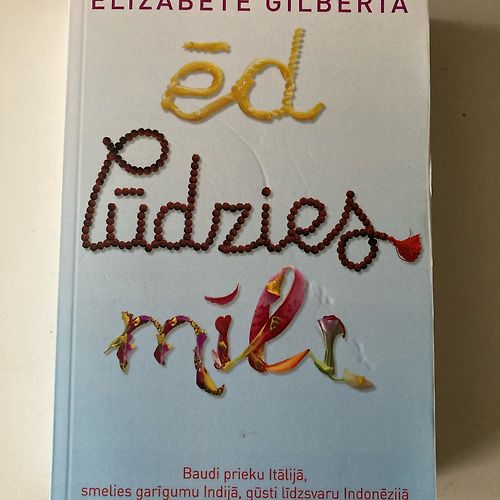 ELIZABETE GILBERTA
ēd
lūdzies
mīli
Baudi prieku Itālijā,
smelies garīgumu Indijā, gūsti līdzsvaru Indonēzijā